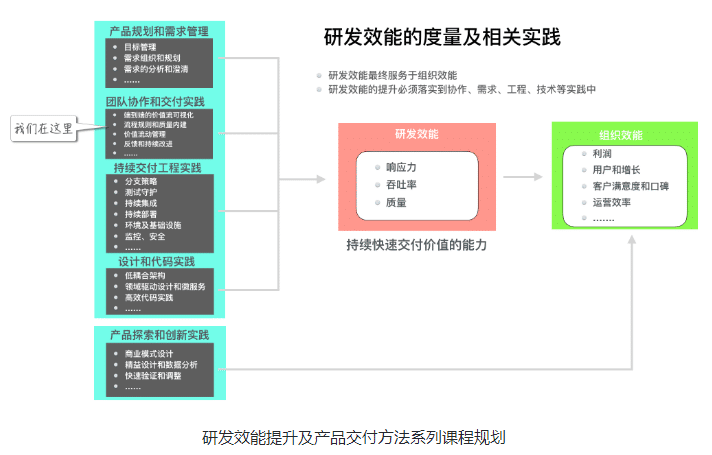 研发效能的度量及相关实践
研发效能最终服务于组织效能
研发效能的提升必须落实到协作、需求、工程、技术等实践中
产品规划和需求管理
目标管理
需求组织和规划
需求的分析和澄清
......
我们在这里
团队协作和交付实践
端到端的价值流可视化
流程规则和质量内建
价值流动管理
反馈和持续改进
......
持续交付工程实践
分支策略
测试守护
持续集成
持续部署
环境及基础设施
监控、安全
......
设计和代码实践
低耦合架构
领域驱动设计和微服务
高效代码实践
......
产品探索和创新实践
商业模式设计
精益设计和数据分析
快速验证和调整
......
研发效能
响应力
吞吐率
质量
持续快速交付价值的能力
组织效能
利润
用户和增长
客户满意度和口碑
运营效率
.......
研发效能提升及产品交付方法系列课程规划